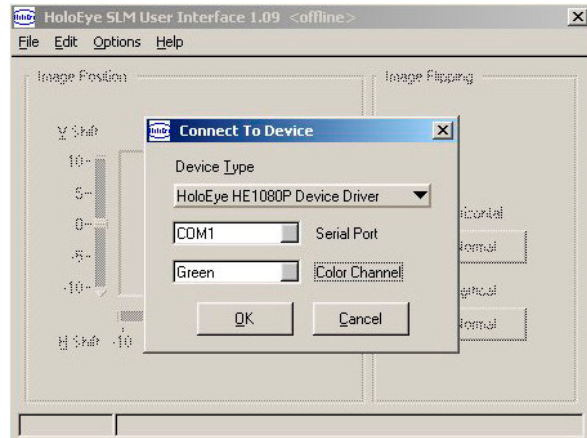 HoloEye SLM User Interface 1.09 <offline>
File Edit Options Help
Image Position
Image Flipping
Connect To Device
Device Type
HoloEye HE1080P Device Driver
COM1 Serial Port
Green Color Channel
OK Cancel
10
5
0
-5
-10
H Shift -10